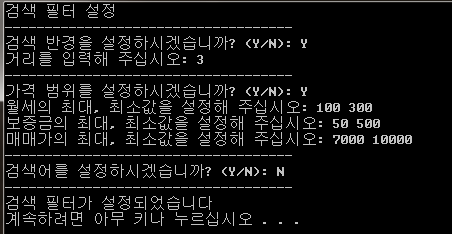 검색 필터 설정
------------------------------------
검색 반경을 설정하시겠습니까? (Y/N): Y
거리를 입력해 주십시오: 3
------------------------------------
가격 범위를 설정하시겠습니까? (Y/N): Y
월세의 최대, 최소값을 설정해 주십시오: 100 300
보증금의 최대, 최소값을 설정해 주십시오: 50 500
매매가의 최대, 최소값을 설정해 주십시오: 7000 10000
------------------------------------
검색어를 설정하시겠습니까? (Y/N): N
------------------------------------
검색 필터가 설정되었습니다
계속하려면 아무 키나 누르십시오 . . .